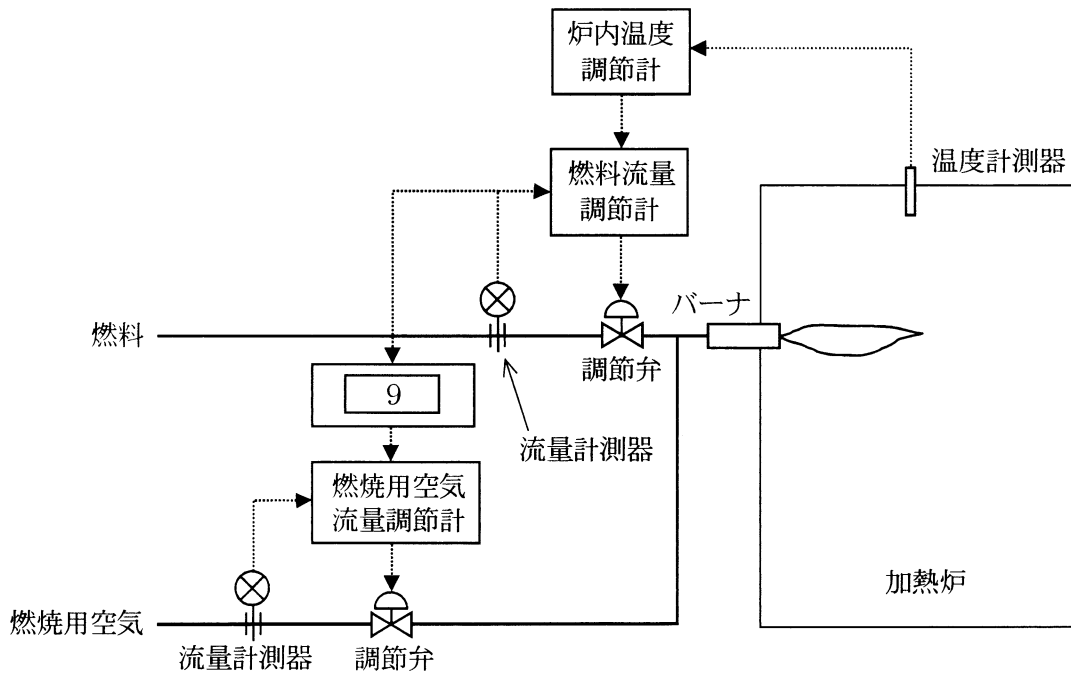 炉内温度
調節計
温度計測器
燃料流量
調節計
バーナ
燃料
調節弁
9
流量計測器
燃焼用空気
流量調節計
加熱炉
燃焼用空気
流量計測器
調節弁